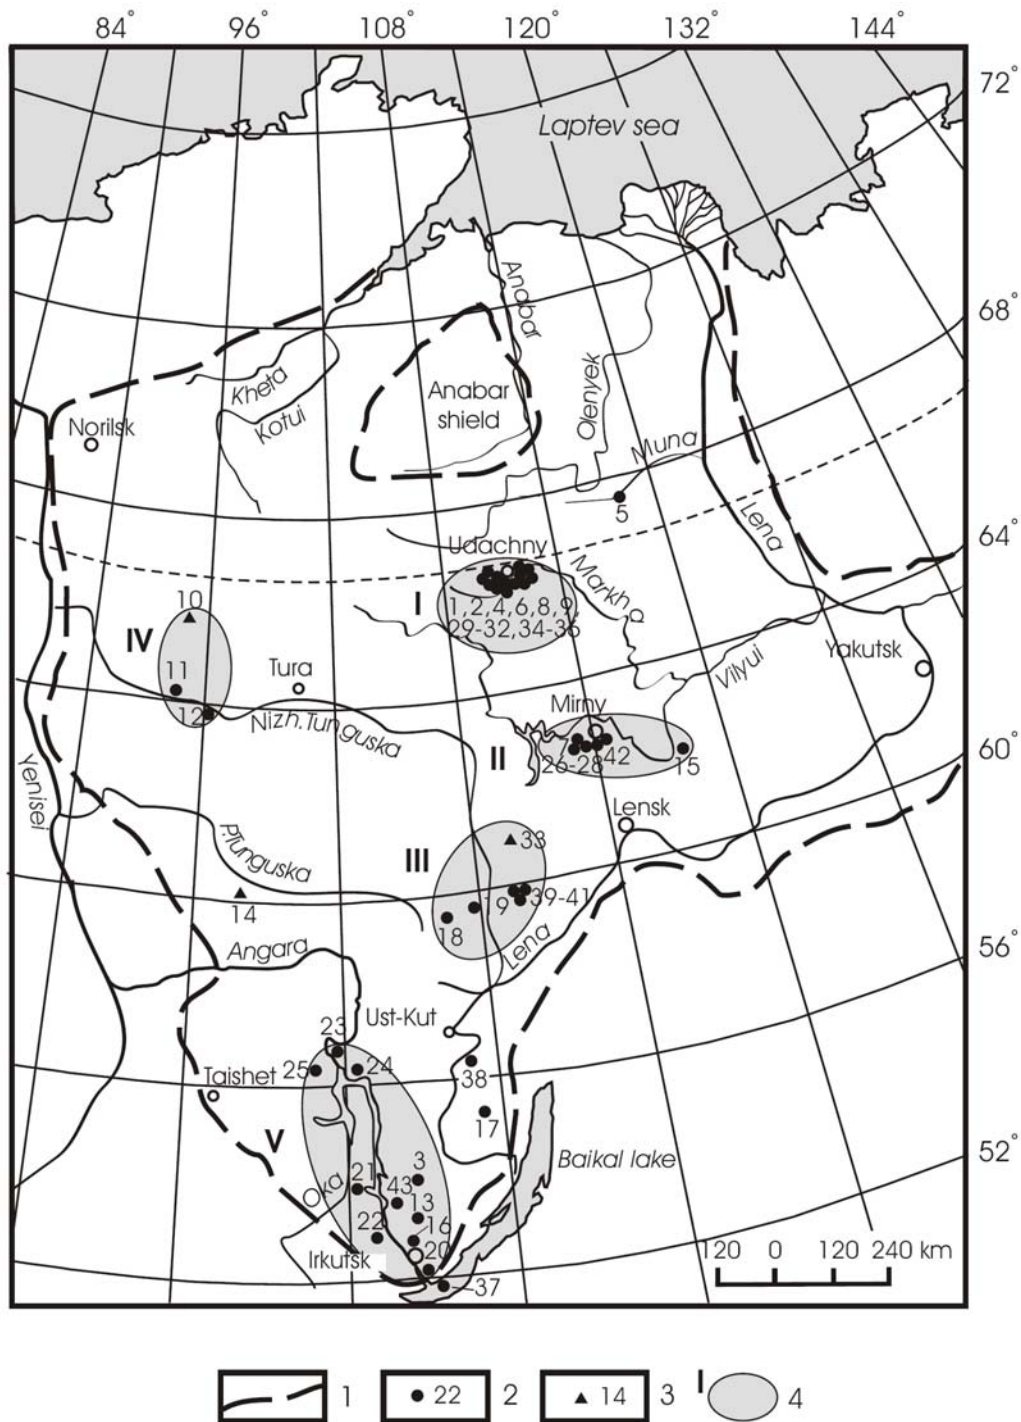 84° 96° 108° 120° 132° 144°
72°
Laptev sea
Anabar
68°
Kheta
Kotui
Anabar
shield
Olenyek
Norilsk
Muna
5
Lena
64°
Udachny
Markha
I
1,2,4,6,8,9,
29-32,34-36
10
IV
11
12
Tura
Nizh.Tunguska
Vilyui
Yakutsk
Mirny
II
7
26-28
42
15
60°
Yenisei
Lensk
P.Tunguska
III
33
14
18
19
39-41
Lena
Angara
56°
Ust-Kut
23
25
24
Taishet
38
17
V
52°
Baikal lake
3
21
43
13
Oka
22
16
20
Irkutsk
37
120 0 120 240 km
1 22 2 14 3 I 4